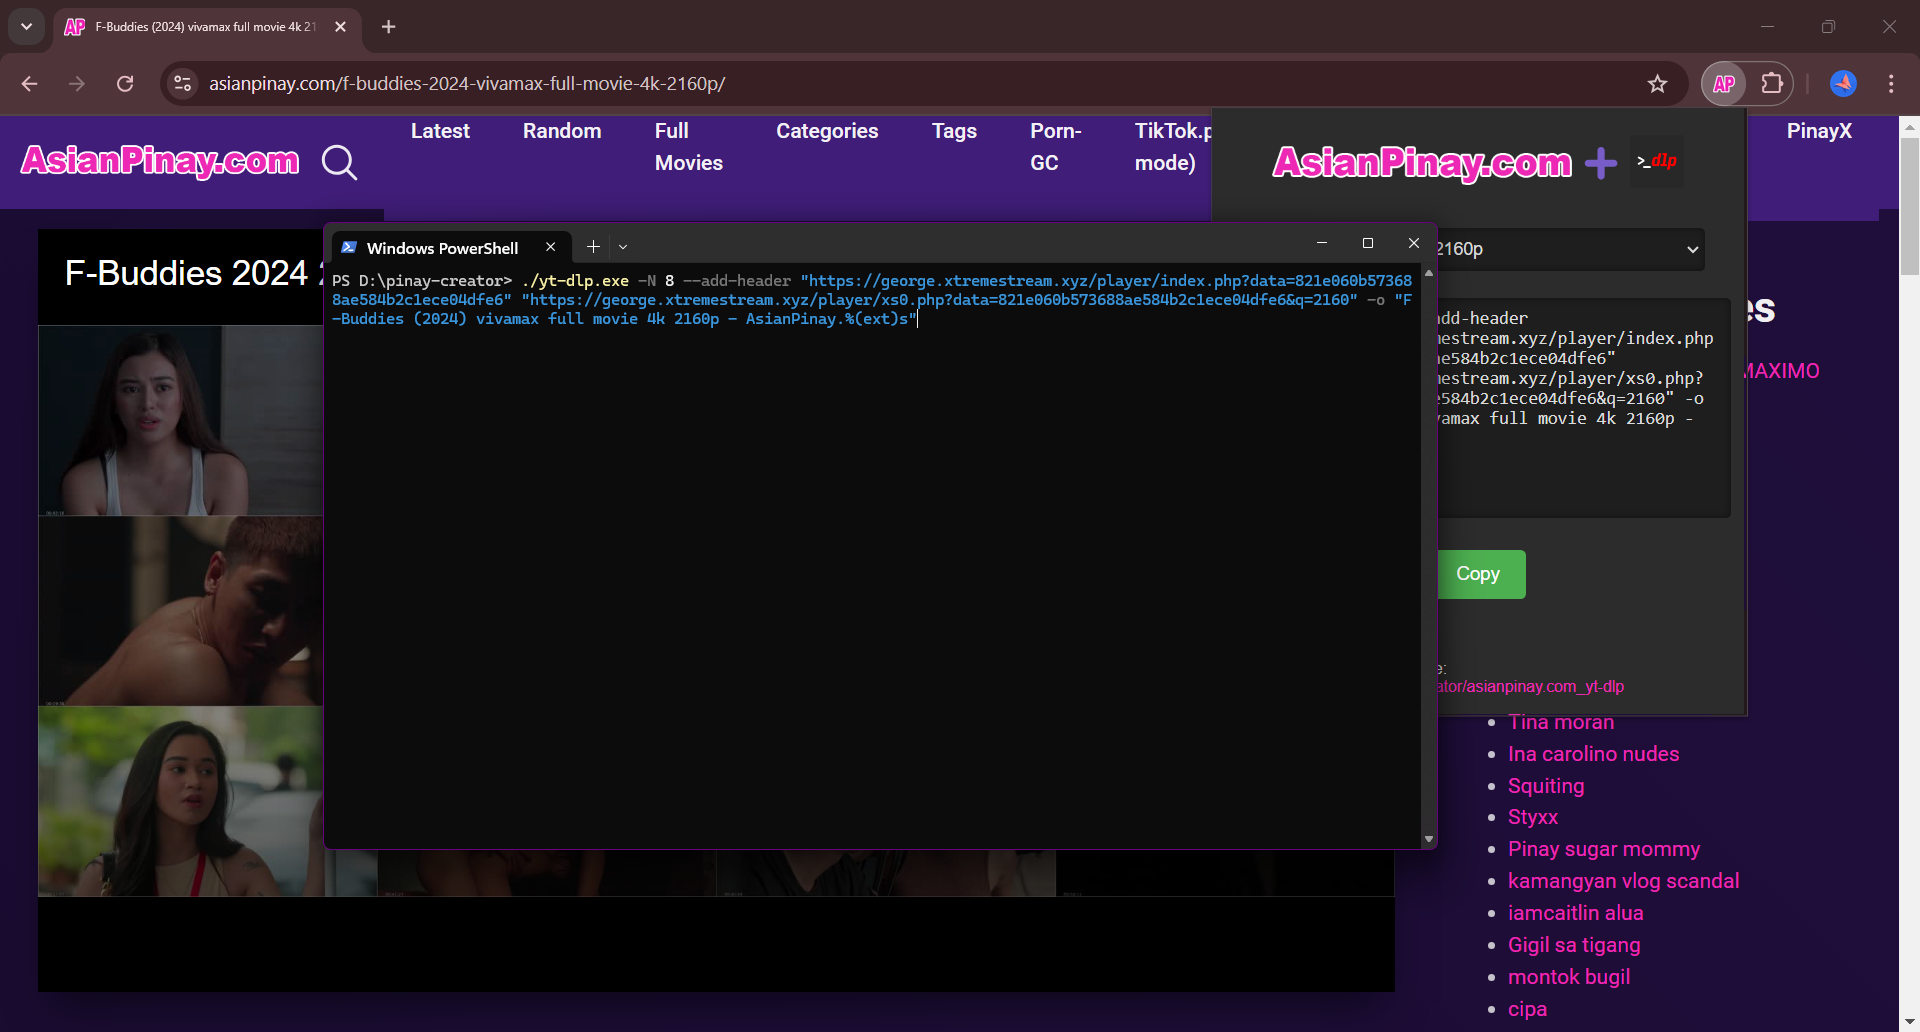 AP F-Buddies (2024) vivamax full movie 4k 21
asianpinay.com/f-buddies-2024-vivamax-full-movie-4k-2160p/
AP
AsianPinay.com
Latest
Random
Full
Movies
Categories
Tags
Porn-
GC
TikTok.p
mode)
PinayX
AsianPinay.com
>_dlp
F-Buddies 2024
Windows PowerShell
PS D:\pinay-creator> ./yt-dlp.exe -N 8 --add-header "https://george.xtremestream.xyz/player/index.php?data=821e060b57368
8ae584b2c1ece04dfe6" "https://george.xtremestream.xyz/player/xs0.php?data=821e060b573688ae584b2c1ece04dfe6&q=2160" -o "F
-Buddies (2024) vivamax full movie 4k 2160p - AsianPinay.%(ext)s"
2160p
dd-header
estream.xyz/player/index.php
e584b2c1ece04dfe6"
estream.xyz/player/xs0.php?
584b2c1ece04dfe6&q=2160" -o
amax full movie 4k 2160p -
Copy
e:
ator/asianpinay.com_yt-dlp
es
MAXIMO
Tina moran
Ina carolino nudes
Squiting
Styxx
Pinay sugar mommy
kamangyan vlog scandal
iamcaitlin alua
Gigil sa tigang
montok bugil
cipa